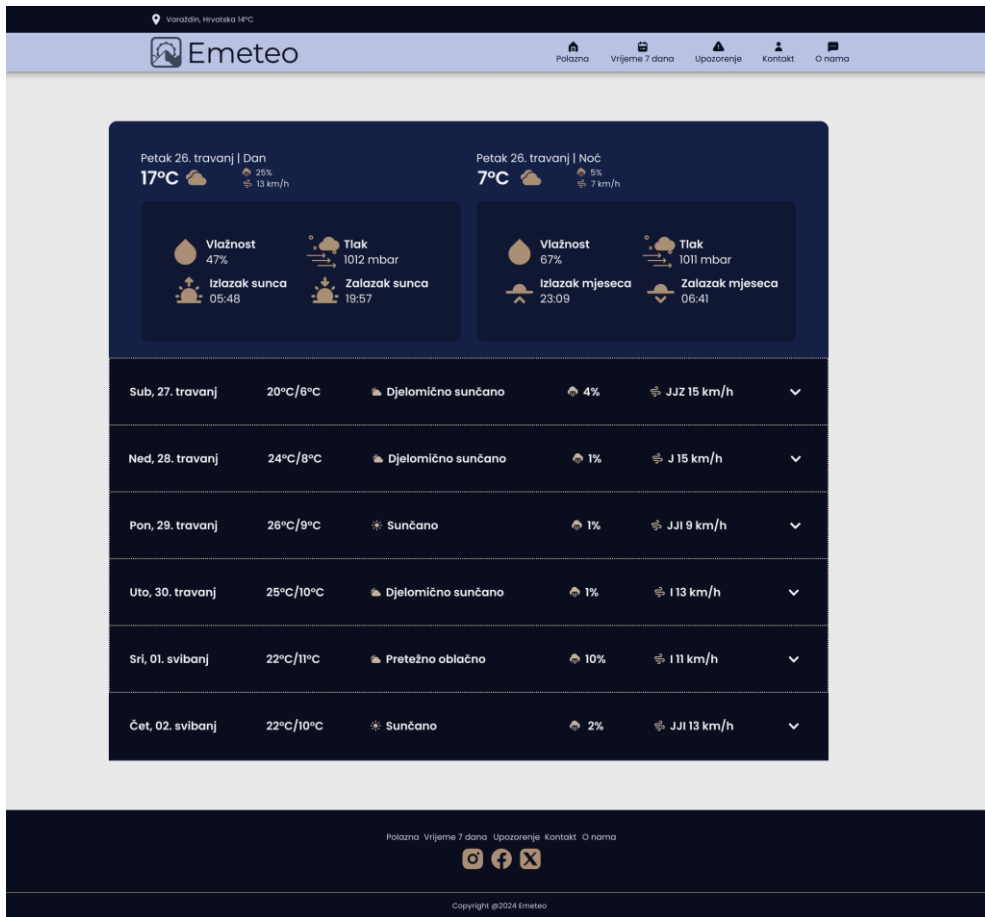 Varaždin, Hrvatska 14°C
Emeteo
Polazna Vrijeme 7 dana Upozorenje Kontakt O nama
Petak 26. travanj | Dan
17°C 25%
13 km/h
Vlažnost
47%
Tlak
1012 mbar
Izlazak sunca
05:48
Zalazak sunca
19:57
Petak 26. travanj | Noć
7°C 5%
7 km/h
Vlažnost
67%
Tlak
1011 mbar
Izlazak mjeseca
23:09
Zalazak mjeseca
06:41
Sub, 27. travanj 20°C/6°C Djelomično sunčano 4% JJZ 15 km/h
Ned, 28. travanj 24°C/8°C Djelomično sunčano 1% J 15 km/h
Pon, 29. travanj 26°C/9°C Sunčano 1% JJI 9 km/h
Uto, 30. travanj 25°C/10°C Djelomično sunčano 1% I 13 km/h
Sri, 01. svibanj 22°C/11°C Pretežno oblačno 10% I 11 km/h
Čet, 02. svibanj 22°C/10°C Sunčano 2% JJI 13 km/h
Polazna Vrijeme 7 dana Upozorenje Kontakt O nama
Copyright @2024 Emeteo